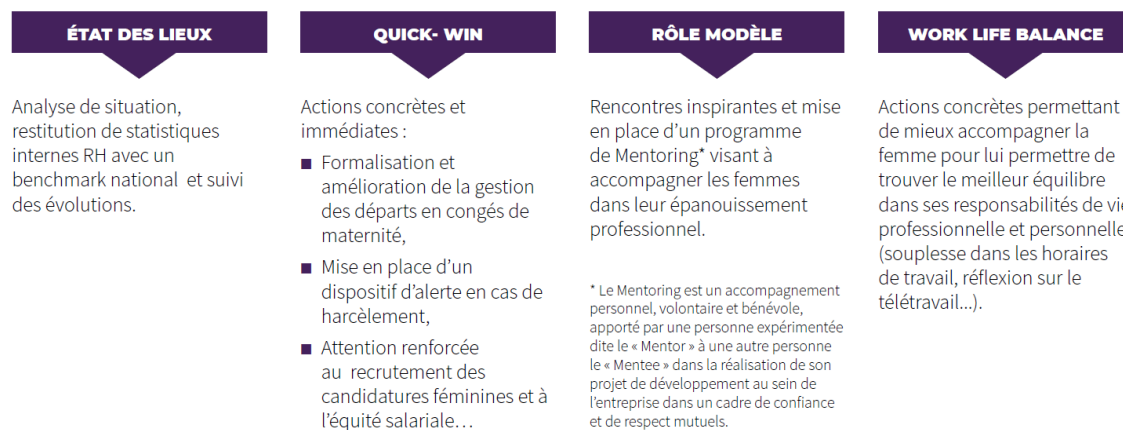 ÉTAT DES LIEUX
Analyse de situation,
restitution de statistiques
internes RH avec un
benchmark national et suivi
des évolutions.
QUICK- WIN
Actions concrètes et
immédiates :
■ Formalisation et
amélioration de la gestion
des départs en congés de
maternité,
■ Mise en place d’un
dispositif d’alerte en cas de
harcèlement,
■ Attention renforcée
au recrutement des
candidatures féminines et à
l’équité salariale…
RÔLE MODÈLE
Rencontres inspirantes et mise
en place d’un programme
de Mentoring* visant à
accompagner les femmes
dans leur épanouissement
professionnel.
* Le Mentoring est un accompagnement
personnel, volontaire et bénévole,
apporté par une personne expérimentée
dite le « Mentor » à une autre personne
le « Mentee » dans la réalisation de son
projet de développement au sein de
l’entreprise dans un cadre de confiance
et de respect mutuels.
WORK LIFE BALANCE
Actions concrètes permettant
de mieux accompagner la
femme pour lui permettre de
trouver le meilleur équilibre
dans ses responsabilités de vie
professionnelle et personnelle
(souplesse dans les horaires
de travail, réflexion sur le
télétravail...).